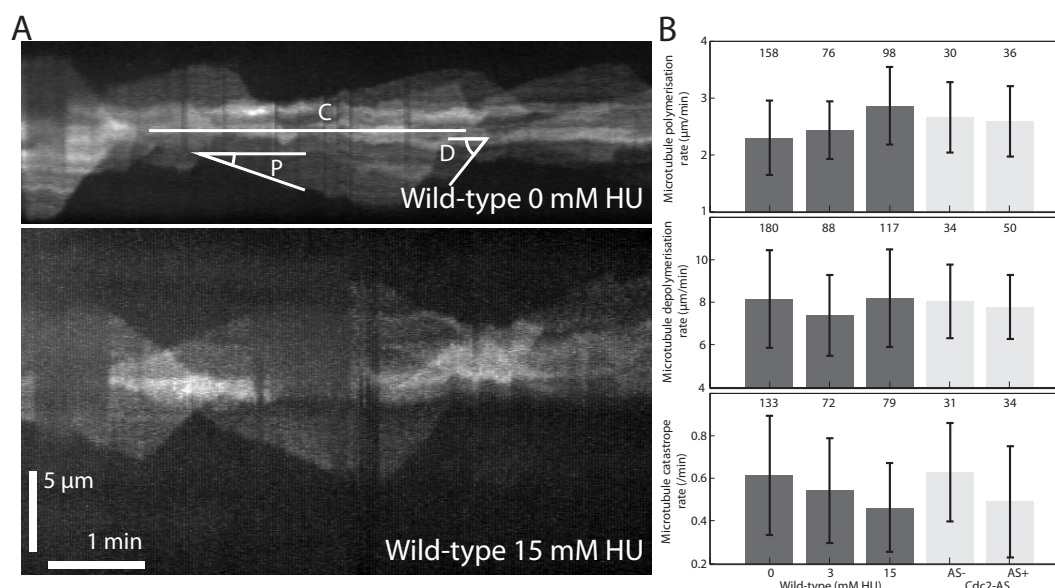 A
C
P
D
Wild-type 0 mM HU
5 µm
1 min
Wild-type 15 mM HU
B
Microtubule polymerisation
rate (µm/min)
4
3
2
1
158 76 98 30 36
Microtubule depolymerisation
rate (µm/min)
10
8
6
4
180 88 117 34 50
Microtubule catastrope
rate (/min)
0.8
0.6
0.4
0.2
133 72 79 31 34
0 3 15 AS- AS+
Wild-type (mM HU) Cdc2-AS